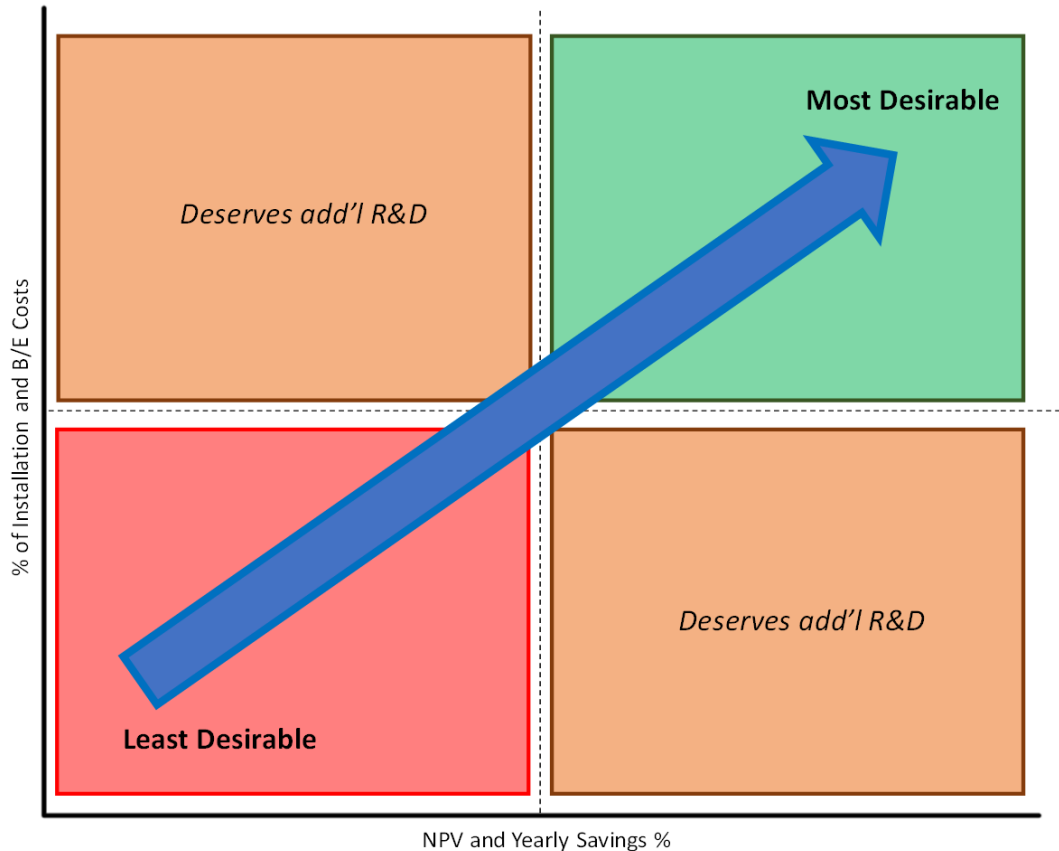 Most Desirable
Deserves add'l R&D
% of Installation and B/E Costs
Deserves add'l R&D
Least Desirable
NPV and Yearly Savings %